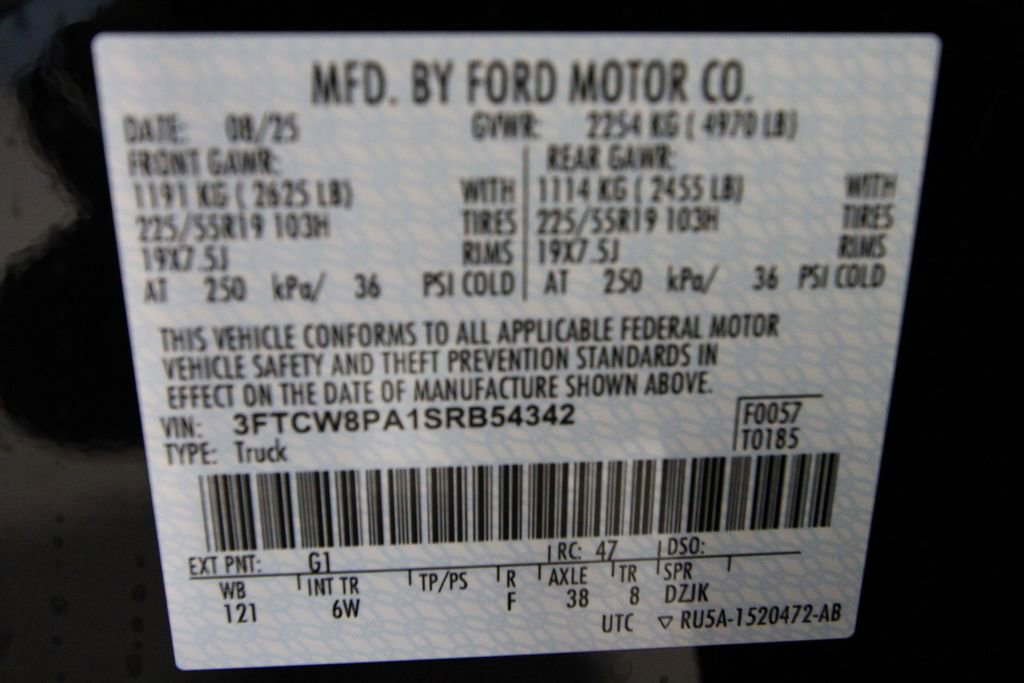 MFD. BY FORD MOTOR CO.
DATE: 08/25 GVWR: 2254 KG ( 4970 LB)
FRONT GAWR: REAR GAWR:
1191 KG ( 2625 LB) WITH 1114 KG ( 2455 LB) WITH
225/55R19 103H TIRES 225/55R19 103H TIRES
19X7.5J RIMS 19X7.5J RIMS
AT 250 kPa/ 36 PSI COLD AT 250 kPa/ 36 PSI COLD
THIS VEHICLE CONFORMS TO ALL APPLICABLE FEDERAL MOTOR
VEHICLE SAFETY AND THEFT PREVENTION STANDARDS IN
EFFECT ON THE DATE OF MANUFACTURE SHOWN ABOVE.
VIN: 3FTCW8PA1SRB54342 F0057
TYPE: Truck T0185
EXT PNT: G1 RC: 47 DSO:
WB INT TR TP/PS R AXLE TR SPR
121 6W F 38 8 DZJK
UTC ▽ RU5A-1520472-AB